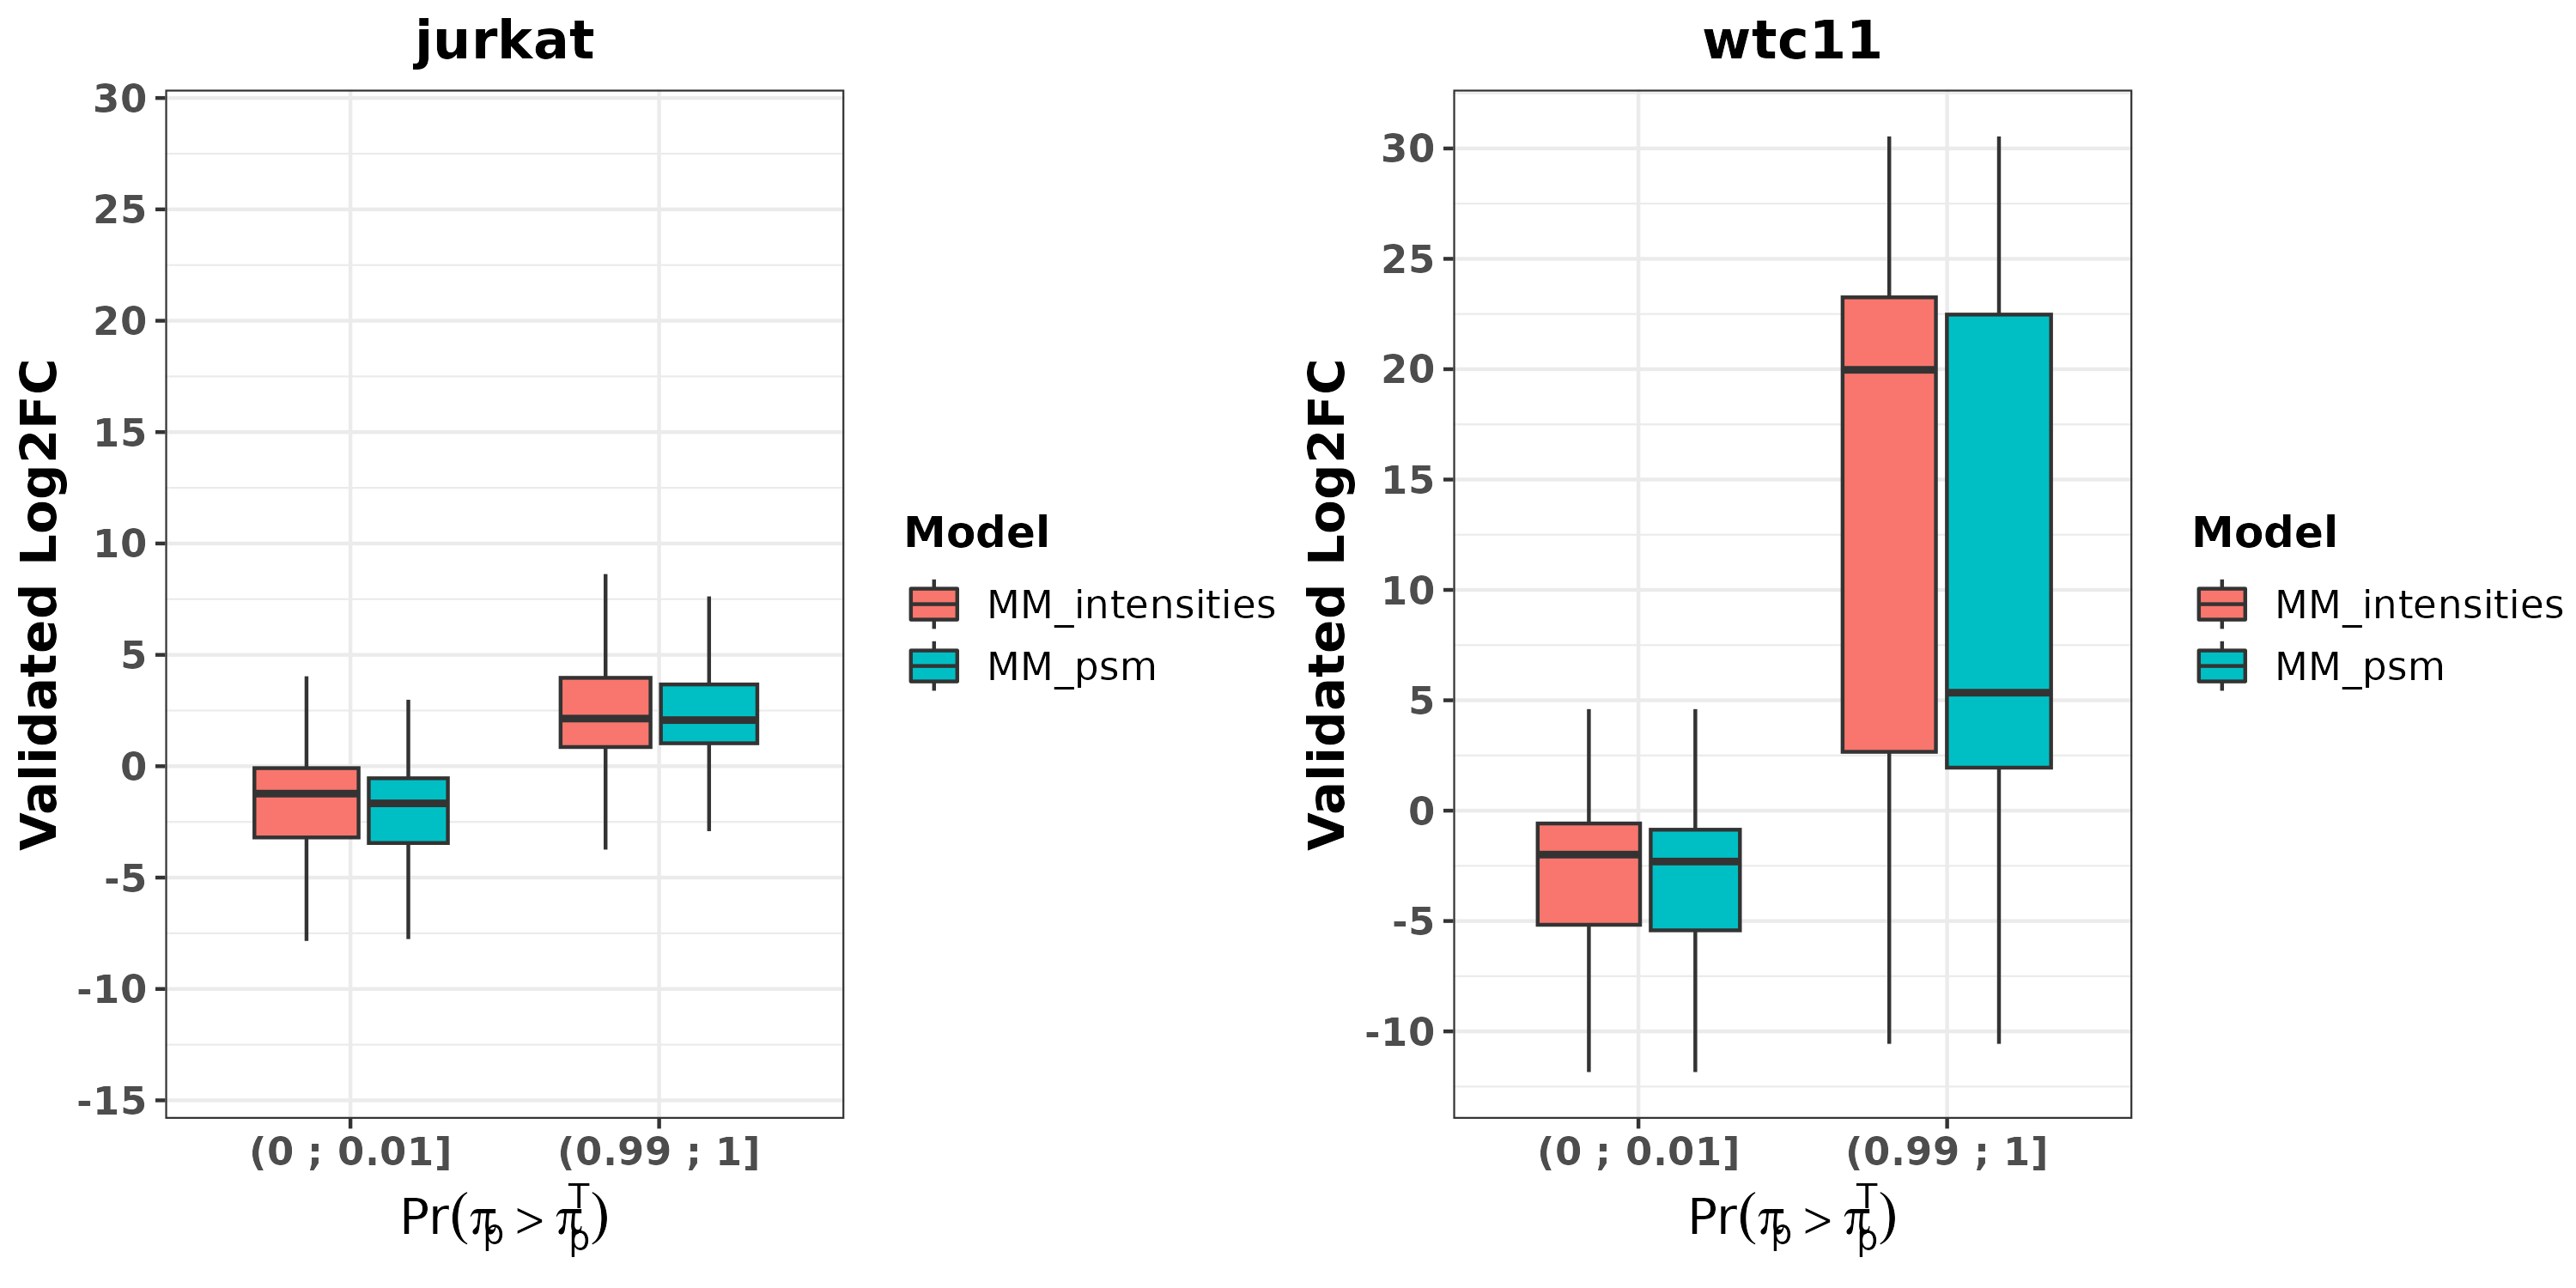 jurkat
30
25
20
15
10
5
0
-5
-10
-15
Validated Log2FC
(0 ; 0.01]
(0.99 ; 1]
Pr(πp > πpT)
Model
MM_intensities
MM_psm
wtc11
30
25
20
15
10
5
0
-5
-10
Validated Log2FC
(0 ; 0.01]
(0.99 ; 1]
Pr(πp > πpT)
Model
MM_intensities
MM_psm